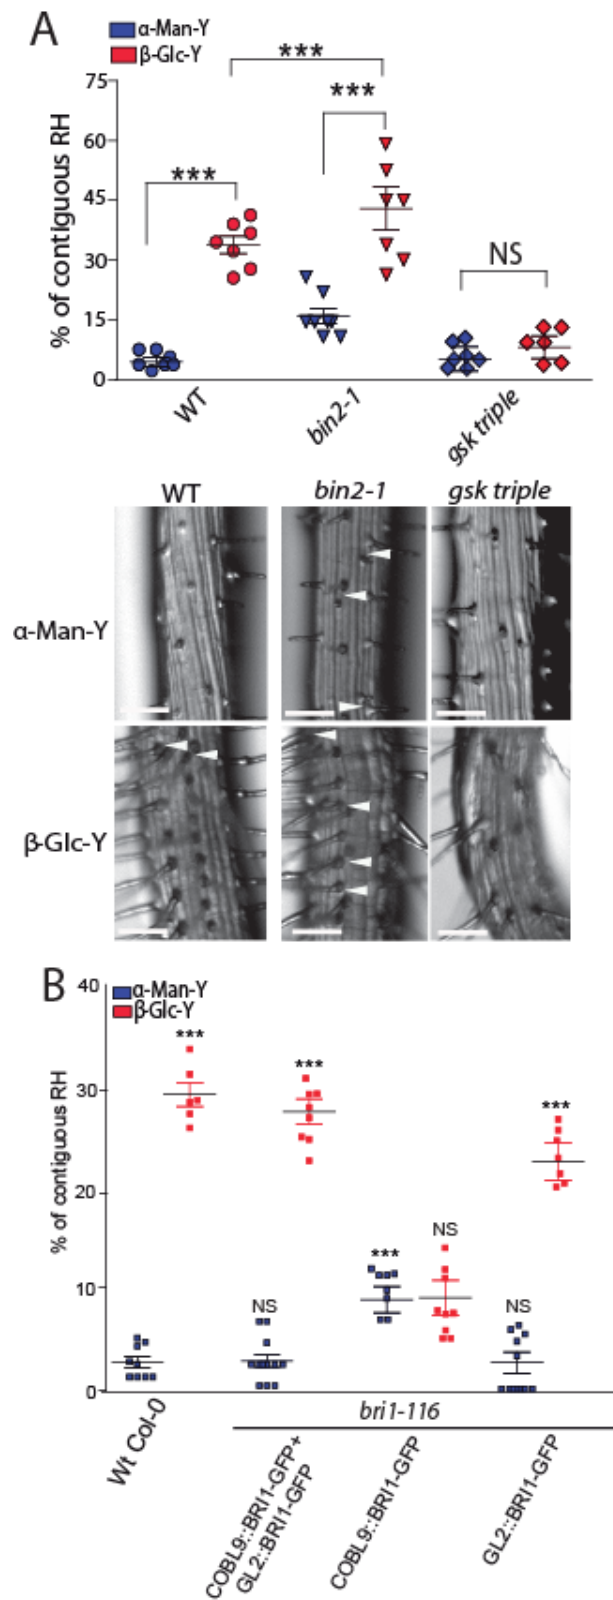 A
α-Man-Y
β-Glc-Y
***
***
***
NS
% of contiguous RH
75
60
45
30
15
0
WT
bin2-1
gsk triple
WT bin2-1 gsk triple
α-Man-Y
β-Glc-Y
B
α-Man-Y
β-Glc-Y
% of contiguous RH
40
30
20
10
0
***
***
***
NS
***
NS
NS
bri1-116
Wt Col-0
COBL9::BRI1-GFP+
GL2::BRI1-GFP
COBL9::BRI1-GFP
GL2::BRI1-GFP